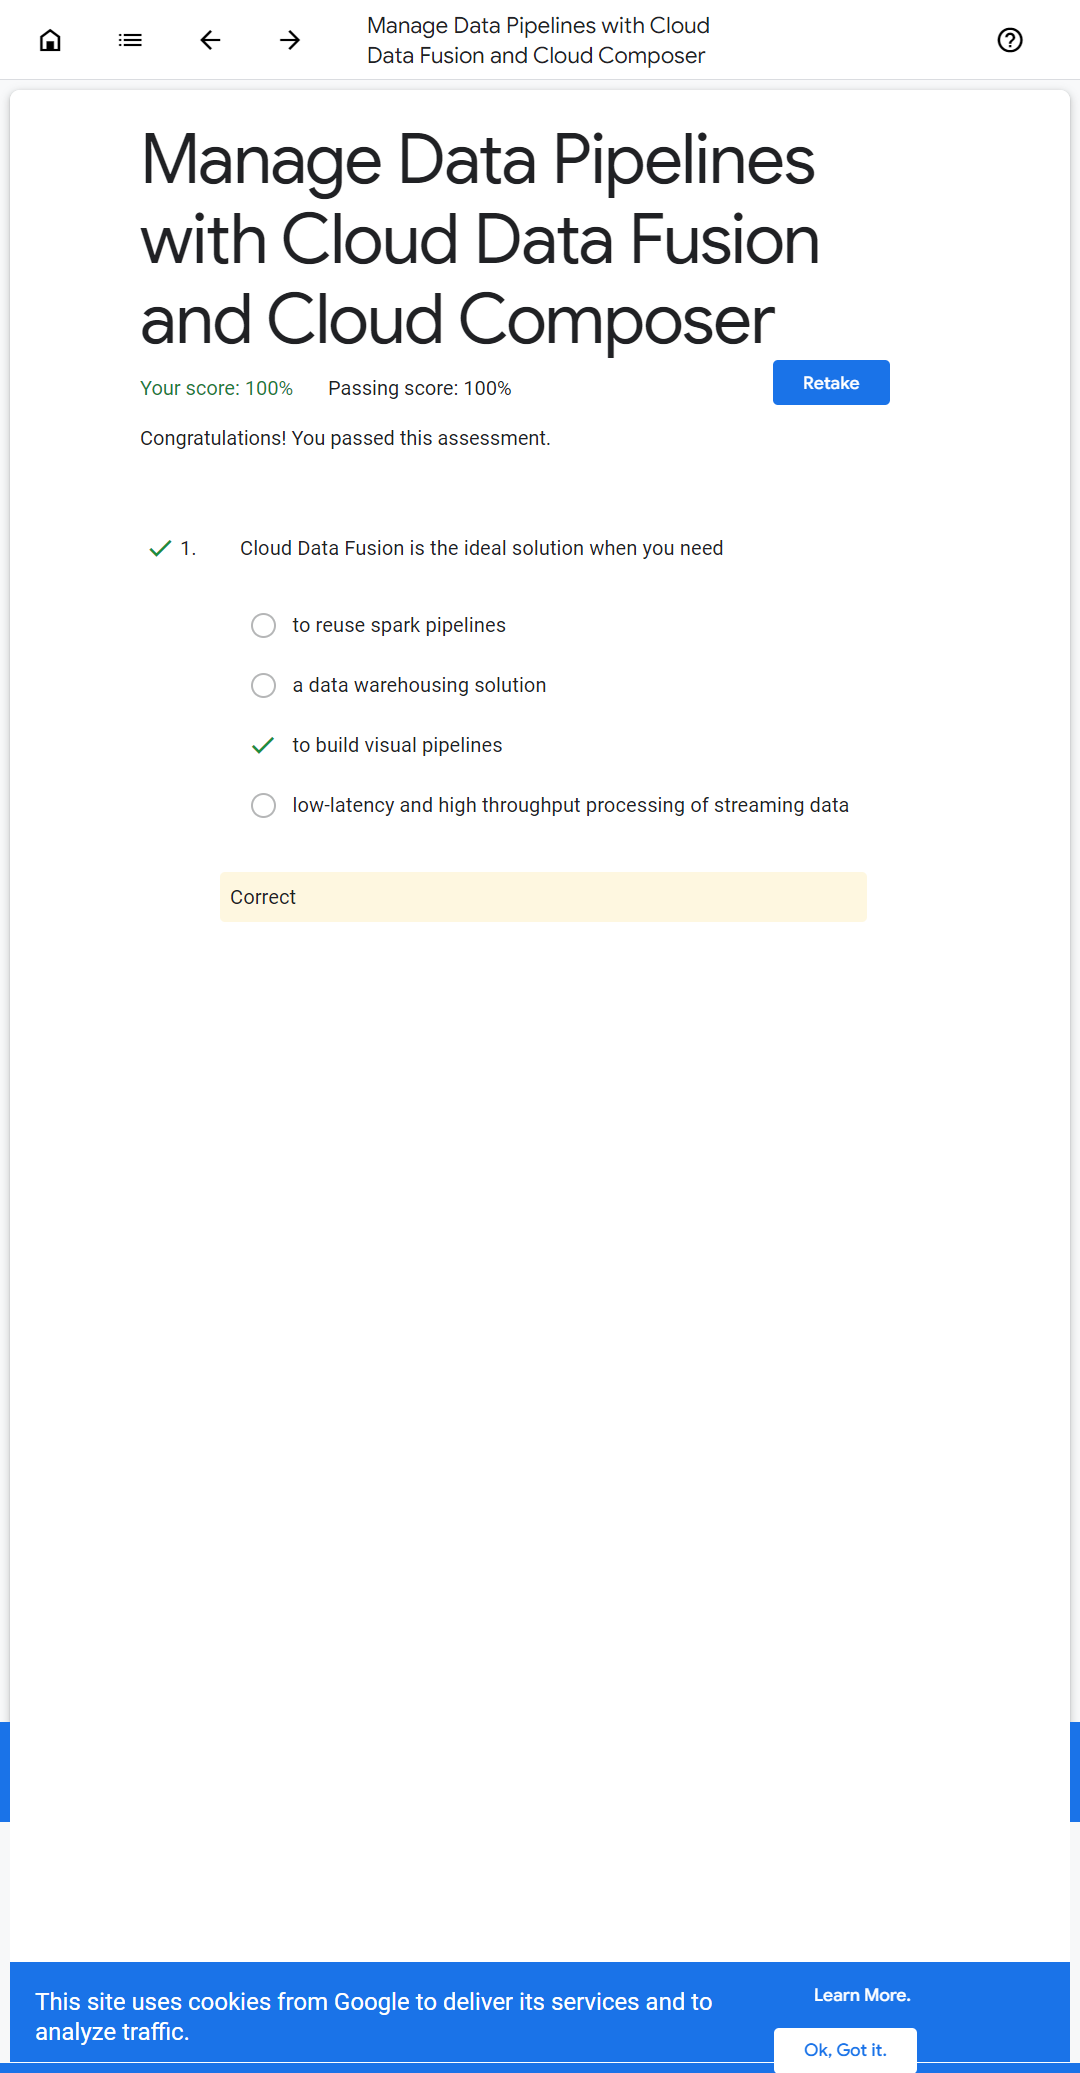 Manage Data Pipelines with Cloud
Data Fusion and Cloud Composer
Manage Data Pipelines
with Cloud Data Fusion
and Cloud Composer
Your score: 100% Passing score: 100%
Retake
Congratulations! You passed this assessment.
1. Cloud Data Fusion is the ideal solution when you need
to reuse spark pipelines
a data warehousing solution
to build visual pipelines
low-latency and high throughput processing of streaming data
Correct
This site uses cookies from Google to deliver its services and to
analyze traffic.
Learn More.
Ok, Got it.